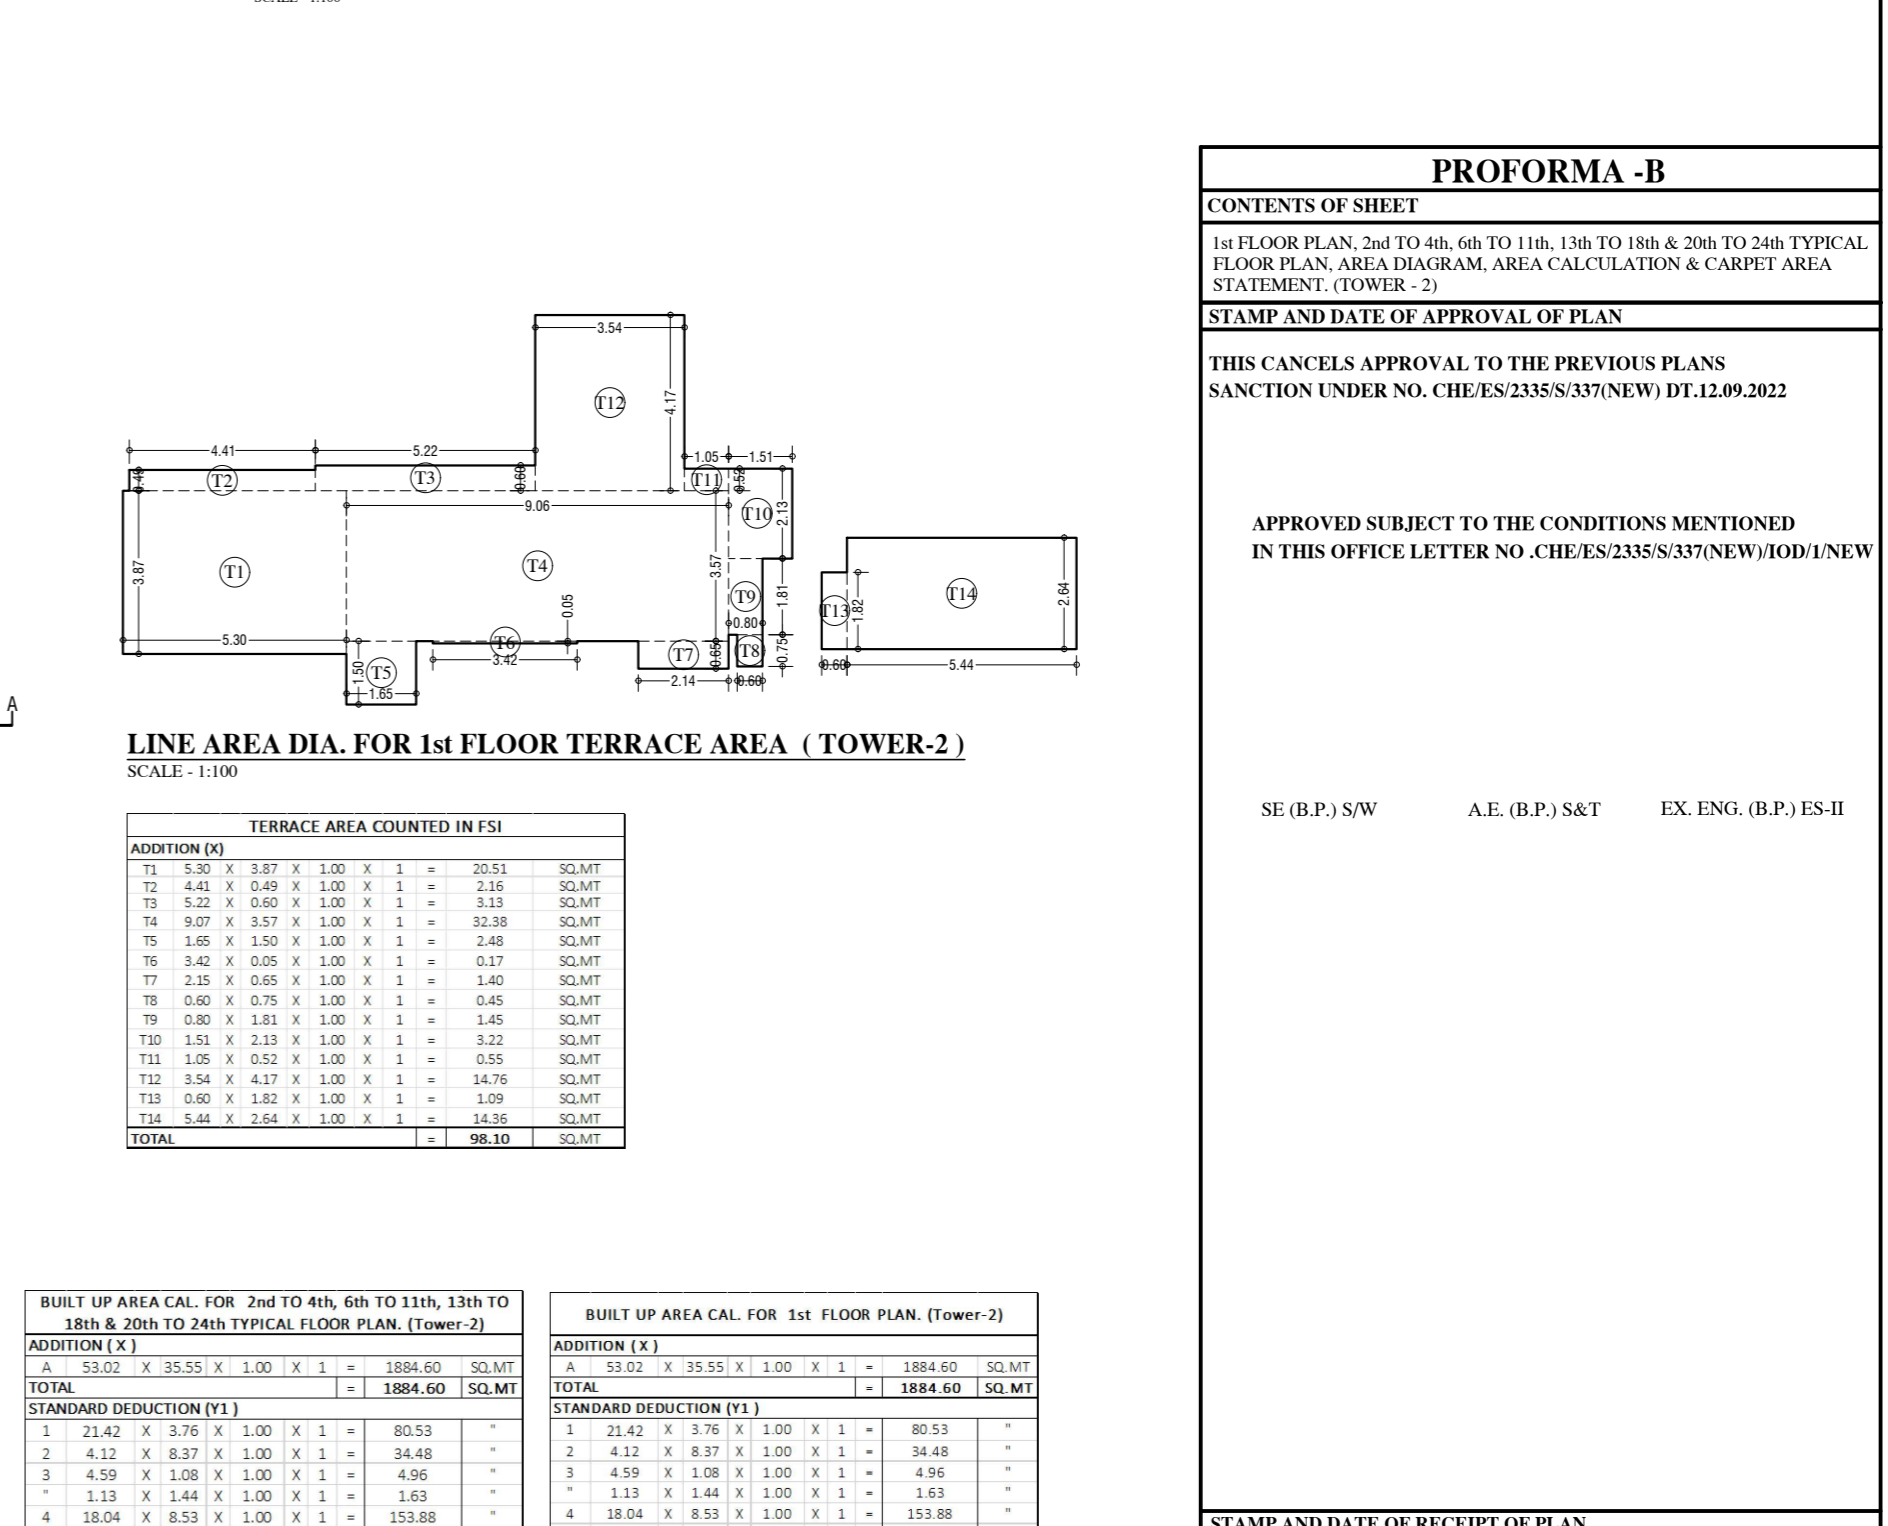 3.54
T12
4.17
4.41
5.22
1.05
1.51
0.49
T2
T3
0.60
T11
0.52
9.06
T10
2.13
3.87
T1
T4
3.57
T9
1.81
T13
1.82
T14
2.64
0.05
0.80
5.30
T6
3.42
T7
0.65
T8
0.75
1.50
T5
1.65
2.14
0.60
0.60
5.44
A
LINE AREA DIA. FOR 1st FLOOR TERRACE AREA ( TOWER-2 )
SCALE - 1:100
TERRACE AREA COUNTED IN FSI
ADDITION (X)
T1 5.30 X 3.87 X 1.00 X 1 = 20.51 SQ.MT
T2 4.41 X 0.49 X 1.00 X 1 = 2.16 SQ.MT
T3 5.22 X 0.60 X 1.00 X 1 = 3.13 SQ.MT
T4 9.07 X 3.57 X 1.00 X 1 = 32.38 SQ.MT
T5 1.65 X 1.50 X 1.00 X 1 = 2.48 SQ.MT
T6 3.42 X 0.05 X 1.00 X 1 = 0.17 SQ.MT
T7 2.15 X 0.65 X 1.00 X 1 = 1.40 SQ.MT
T8 0.60 X 0.75 X 1.00 X 1 = 0.45 SQ.MT
T9 0.80 X 1.81 X 1.00 X 1 = 1.45 SQ.MT
T10 1.51 X 2.13 X 1.00 X 1 = 3.22 SQ.MT
T11 1.05 X 0.52 X 1.00 X 1 = 0.55 SQ.MT
T12 3.54 X 4.17 X 1.00 X 1 = 14.76 SQ.MT
T13 0.60 X 1.82 X 1.00 X 1 = 1.09 SQ.MT
T14 5.44 X 2.64 X 1.00 X 1 = 14.36 SQ.MT
TOTAL = 98.10 SQ.MT
BUILT UP AREA CAL. FOR 2nd TO 4th, 6th TO 11th, 13th TO
18th & 20th TO 24th TYPICAL FLOOR PLAN. (Tower-2)
ADDITION ( X )
A 53.02 X 35.55 X 1.00 X 1 = 1884.60 SQ.MT
TOTAL = 1884.60 SQ.MT
STANDARD DEDUCTION (Y1 )
1 21.42 X 3.76 X 1.00 X 1 = 80.53 "
2 4.12 X 8.37 X 1.00 X 1 = 34.48 "
3 4.59 X 1.08 X 1.00 X 1 = 4.96 "
" 1.13 X 1.44 X 1.00 X 1 = 1.63 "
4 18.04 X 8.53 X 1.00 X 1 = 153.88 "
BUILT UP AREA CAL. FOR 1st FLOOR PLAN. (Tower-2)
ADDITION ( X )
A 53.02 X 35.55 X 1.00 X 1 = 1884.60 SQ.MT
TOTAL = 1884.60 SQ.MT
STANDARD DEDUCTION (Y1 )
1 21.42 X 3.76 X 1.00 X 1 = 80.53 "
2 4.12 X 8.37 X 1.00 X 1 = 34.48 "
3 4.59 X 1.08 X 1.00 X 1 = 4.96 "
" 1.13 X 1.44 X 1.00 X 1 = 1.63 "
4 18.04 X 8.53 X 1.00 X 1 = 153.88 "
PROFORMA -B
CONTENTS OF SHEET
1st FLOOR PLAN, 2nd TO 4th, 6th TO 11th, 13th TO 18th & 20th TO 24th TYPICAL
FLOOR PLAN, AREA DIAGRAM, AREA CALCULATION & CARPET AREA
STATEMENT. (TOWER - 2)
STAMP AND DATE OF APPROVAL OF PLAN
THIS CANCELS APPROVAL TO THE PREVIOUS PLANS
SANCTION UNDER NO. CHE/ES/2335/S/337(NEW) DT.12.09.2022
APPROVED SUBJECT TO THE CONDITIONS MENTIONED
IN THIS OFFICE LETTER NO .CHE/ES/2335/S/337(NEW)/IOD/1/NEW
SE (B.P.) S/W A.E. (B.P.) S&T EX. ENG. (B.P.) ES-II
STAMP AND DATE OF RECEIPT OF PLAN